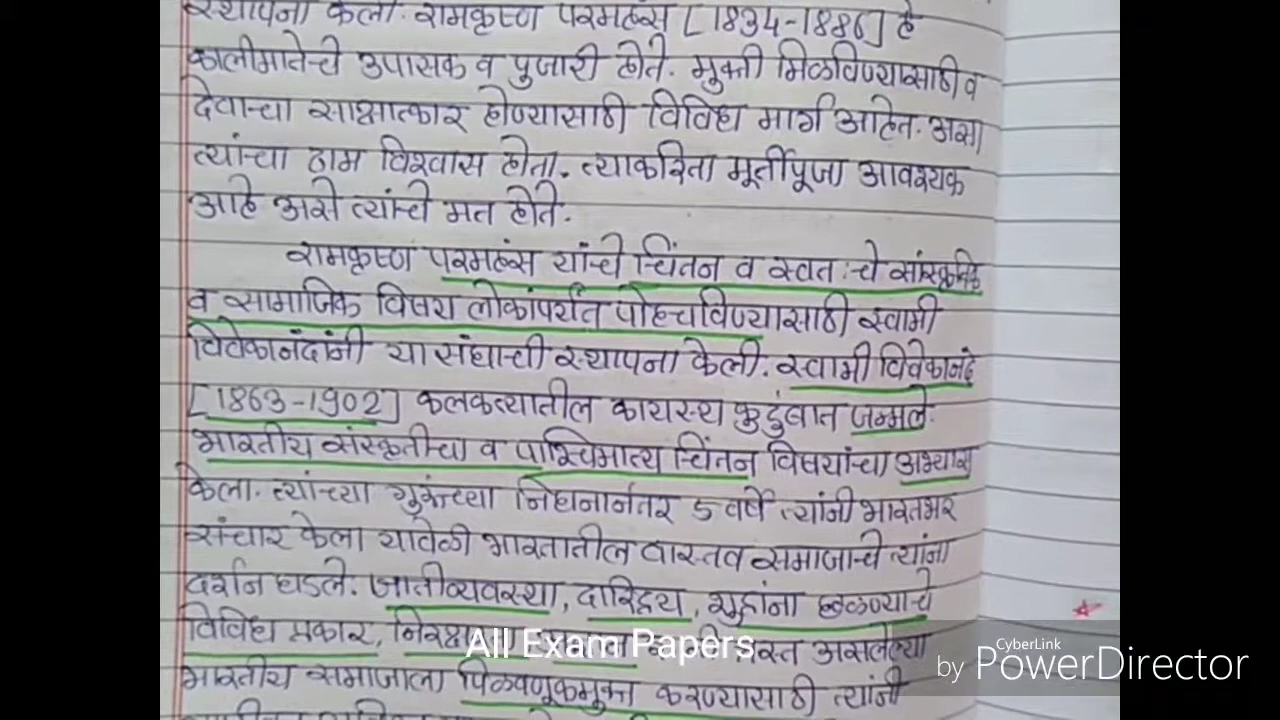 स्थापना केली. रामकृष्ण परमहंस [1834-1886] हे
कालीमातेचे उपासक व पुजारी होते. मुक्ती मिळविण्यासाठी व
देवाचा साक्षात्कार होण्यासाठी विविध मार्ग आहेत. असा
त्यांचा ठाम विश्वास होता. त्याकरिता मूर्तीपूजा आवश्यक
आहे असे त्यांचे मत होते.
रामकृष्ण परमहंस यांचे चिंतन व स्वत:चे सांस्कृतिक
व सामाजिक विषय लोकांपर्यंत पोहचविण्यासाठी स्वामी
विवेकानंदांनी या संघाची स्थापना केली. स्वामी विवेकानंद
[1863-1902] कलकत्यातील कायस्थ कुटुंबात जन्मले.
भारतीय संस्कृतीचा व पाश्चिमात्य चिंतन विषयांचा अभ्यास
केला. त्यांच्या गुरूंच्या निधनानंतर 5 वर्षे त्यांनी भारतभर
संचार केला यावेळी भारतातील वास्तव समाजाचे त्यांना
दर्शन घडले. जातीव्यवस्था, दारिद्रय, शुद्रांना छळण्याचे
विविध प्रकार, असलेल्या
भारतीय समाजाला पिळवणूकमुक्त करण्यासाठी त्यांनी
All Exam Papers
by CyberLink PowerDirector